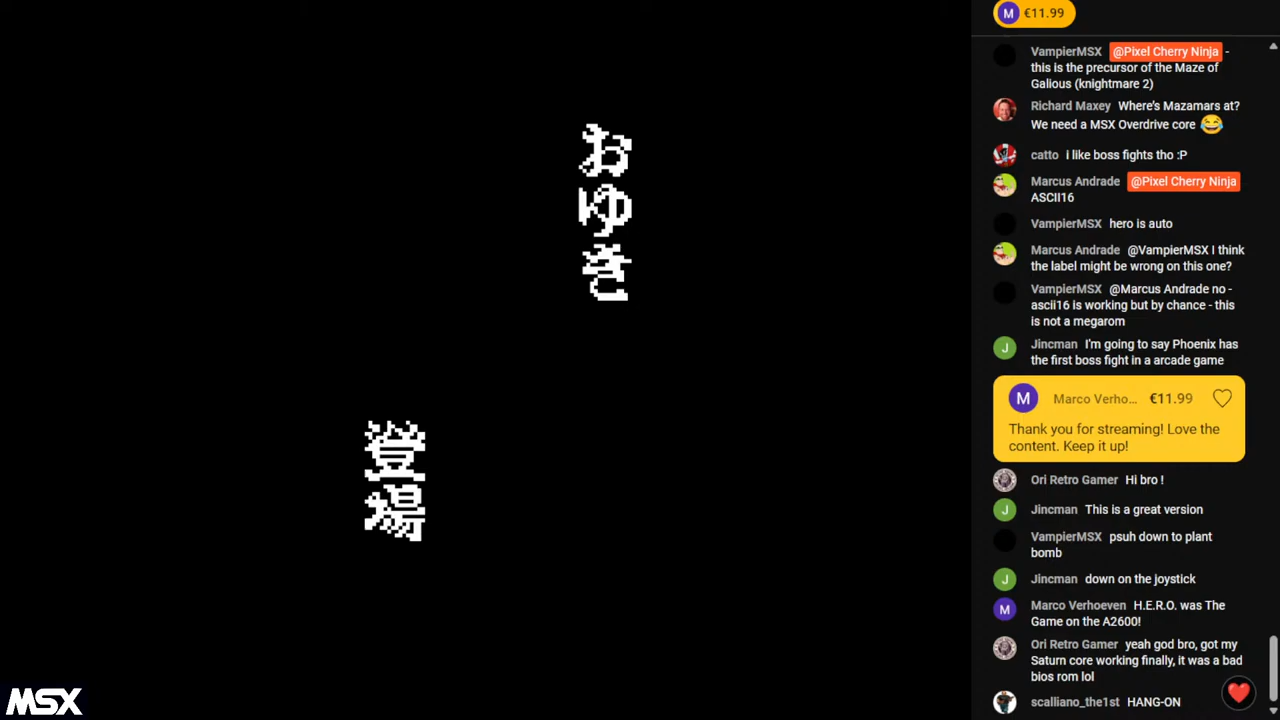 おゆき
登場
MSX
M €11.99
VampierMSX @Pixel Cherry Ninja -
this is the precursor of the Maze of
Galious (knightmare 2)
Richard Maxey Where's Mazamars at?
We need a MSX Overdrive core 😂
catto i like boss fights tho :P
Marcus Andrade @Pixel Cherry Ninja
ASCII16
VampierMSX hero is auto
Marcus Andrade @VampierMSX I think
the label might be wrong on this one?
VampierMSX @Marcus Andrade no -
ascii16 is working but by chance - this
is not a megarom
J Jincman I'm going to say Phoenix has
the first boss fight in a arcade game
M Marco Verho... €11.99
Thank you for streaming! Love the
content. Keep it up!
Ori Retro Gamer Hi bro !
J Jincman This is a great version
VampierMSX psuh down to plant
bomb
J Jincman down on the joystick
M Marco Verhoeven H.E.R.O. was The
Game on the A2600!
Ori Retro Gamer yeah god bro, got my
Saturn core working finally, it was a bad
bios rom lol
scalliano_the1st HANG-ON